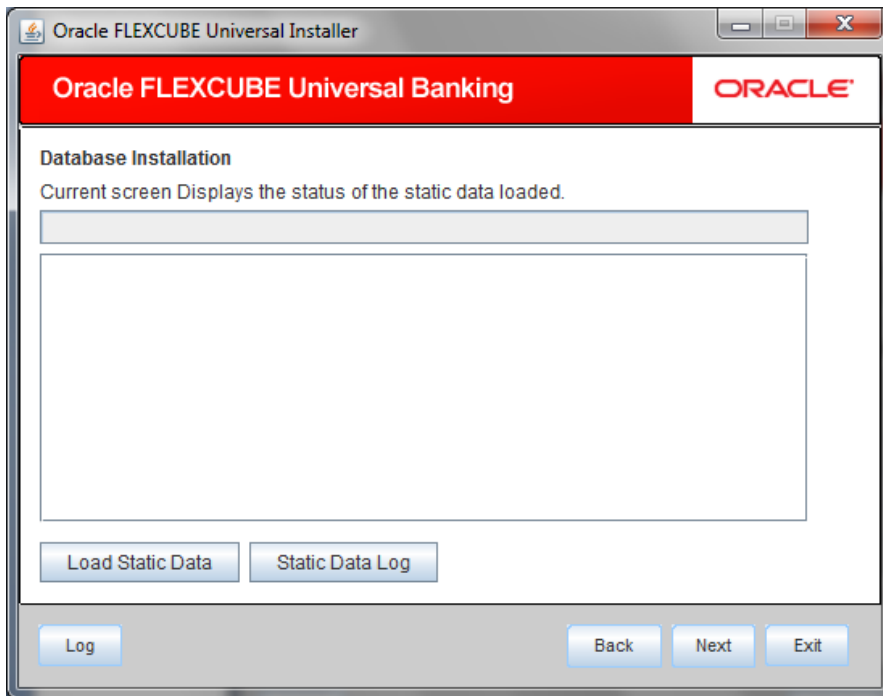 Oracle FLEXCUBE Universal Installer
Oracle FLEXCUBE Universal Banking
ORACLE
Database Installation
Current screen Displays the status of the static data loaded.
Load Static Data
Static Data Log
Log
Back
Next
Exit